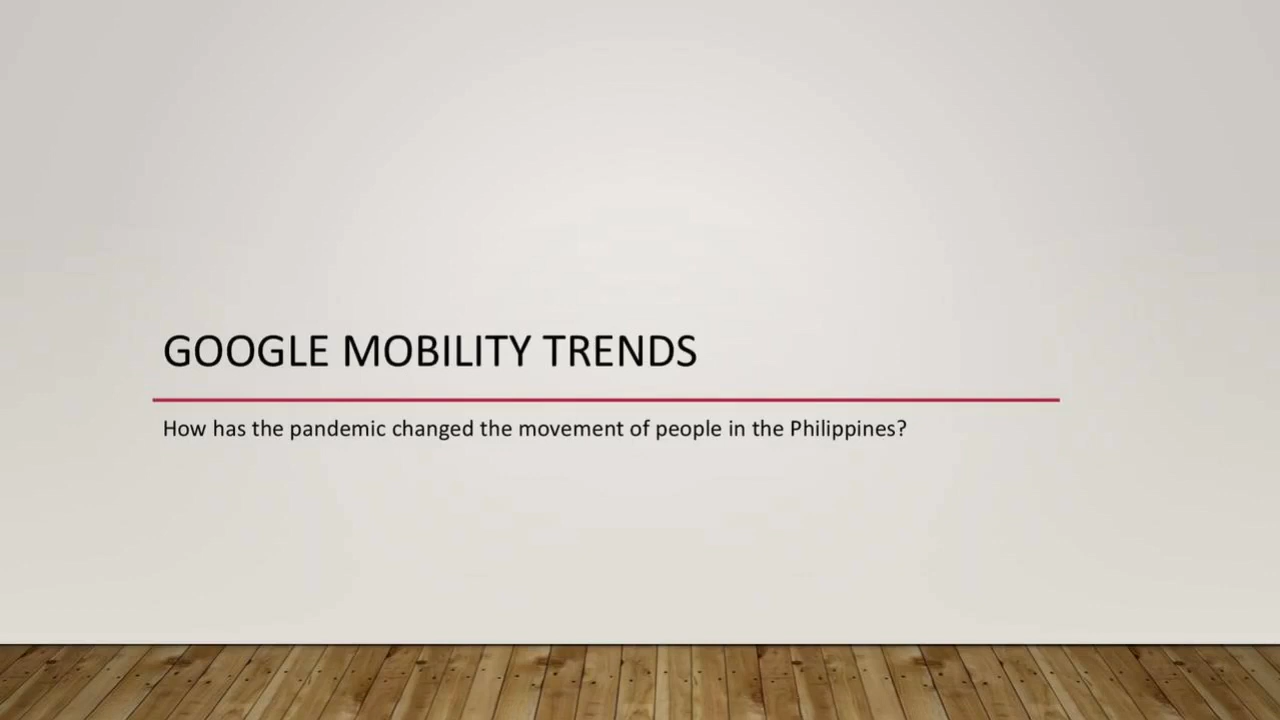 GOOGLE MOBILITY TRENDS
How has the pandemic changed the movement of people in the Philippines?